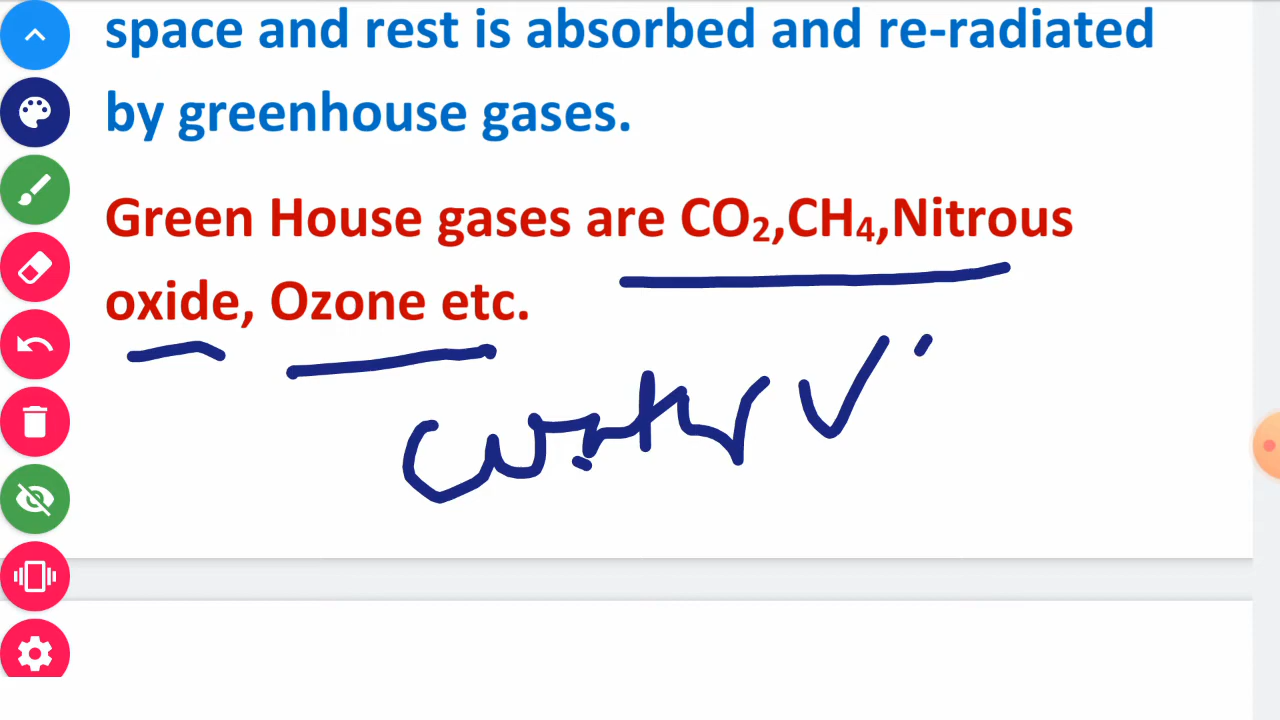 space and rest is absorbed and re-radiated
by greenhouse gases.
Green House gases are CO₂,CH₄,Nitrous
oxide, Ozone etc.
water V